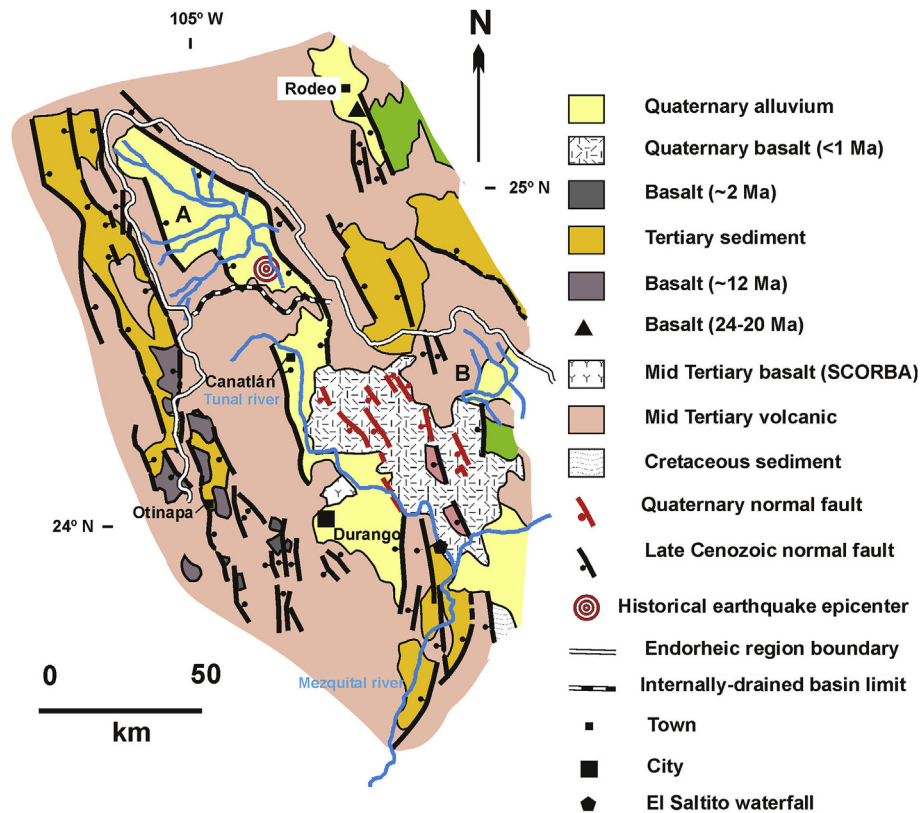 105º W
N
Rodeo
25º N
A
B
Canatlán
Tunal river
Otinapa
24º N
Durango
Mezquital river
0 50
km
Quaternary alluvium
Quaternary basalt (<1 Ma)
Basalt (~2 Ma)
Tertiary sediment
Basalt (~12 Ma)
Basalt (24-20 Ma)
Mid Tertiary basalt (SCORBA)
Mid Tertiary volcanic
Cretaceous sediment
Quaternary normal fault
Late Cenozoic normal fault
Historical earthquake epicenter
Endorheic region boundary
Internally-drained basin limit
Town
City
El Saltito waterfall